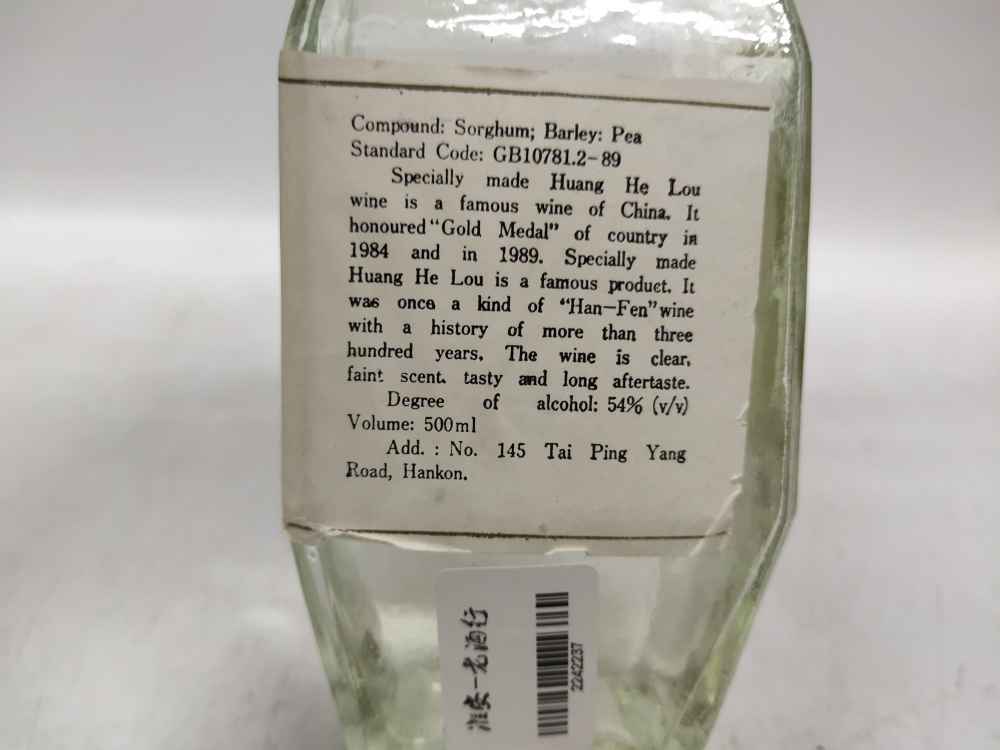 Compound: Sorghum; Barley: Pea
Standard Code: GB10781.2-89
Specially made Huang He Lou
wine is a famous wine of China. It
honoured "Gold Medal" of country in
1984 and in 1989. Specially made
Huang He Lou is a famous product. It
was once a kind of "Han-Fen" wine
with a history of more than three
hundred years. The wine is clear,
faint scent. tasty and long aftertaste.
Degree of alcohol: 54% (v/v)
Volume: 500ml
Add. : No. 145 Tai Ping Yang
Road, Hankon.
淮安一老酒行
2242237